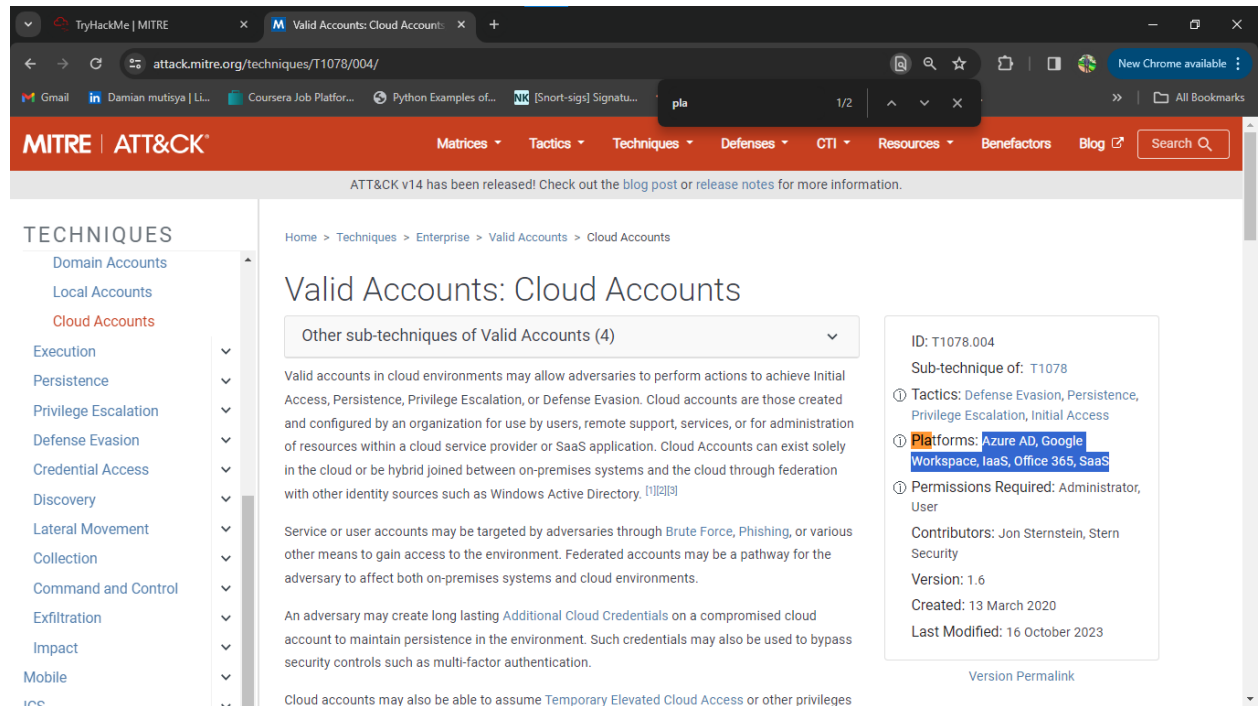 TryHackMe | MITRE
Valid Accounts: Cloud Accounts
attack.mitre.org/techniques/T1078/004/
New Chrome available
Gmail
Damian mutisya | Li...
Coursera Job Platfor...
Python Examples of...
NK [Snort-sigs] Signatu...
»
All Bookmarks
pla
1/2
MITRE | ATT&CK®
Matrices
Tactics
Techniques
Defenses
CTI
Resources
Benefactors
Blog
Search
ATT&CK v14 has been released! Check out the blog post or release notes for more information.
TECHNIQUES
Domain Accounts
Local Accounts
Cloud Accounts
Execution
Persistence
Privilege Escalation
Defense Evasion
Credential Access
Discovery
Lateral Movement
Collection
Command and Control
Exfiltration
Impact
Mobile
ICS
Home > Techniques > Enterprise > Valid Accounts > Cloud Accounts
Valid Accounts: Cloud Accounts
Other sub-techniques of Valid Accounts (4)
Valid accounts in cloud environments may allow adversaries to perform actions to achieve Initial
Access, Persistence, Privilege Escalation, or Defense Evasion. Cloud accounts are those created
and configured by an organization for use by users, remote support, services, or for administration
of resources within a cloud service provider or SaaS application. Cloud Accounts can exist solely
in the cloud or be hybrid joined between on-premises systems and the cloud through federation
with other identity sources such as Windows Active Directory. [1][2][3]
Service or user accounts may be targeted by adversaries through Brute Force, Phishing, or various
other means to gain access to the environment. Federated accounts may be a pathway for the
adversary to affect both on-premises systems and cloud environments.
An adversary may create long lasting Additional Cloud Credentials on a compromised cloud
account to maintain persistence in the environment. Such credentials may also be used to bypass
security controls such as multi-factor authentication.
Cloud accounts may also be able to assume Temporary Elevated Cloud Access or other privileges
ID: T1078.004
Sub-technique of: T1078
Tactics: Defense Evasion, Persistence,
Privilege Escalation, Initial Access
Platforms: Azure AD, Google
Workspace, IaaS, Office 365, SaaS
Permissions Required: Administrator,
User
Contributors: Jon Sternstein, Stern
Security
Version: 1.6
Created: 13 March 2020
Last Modified: 16 October 2023
Version Permalink